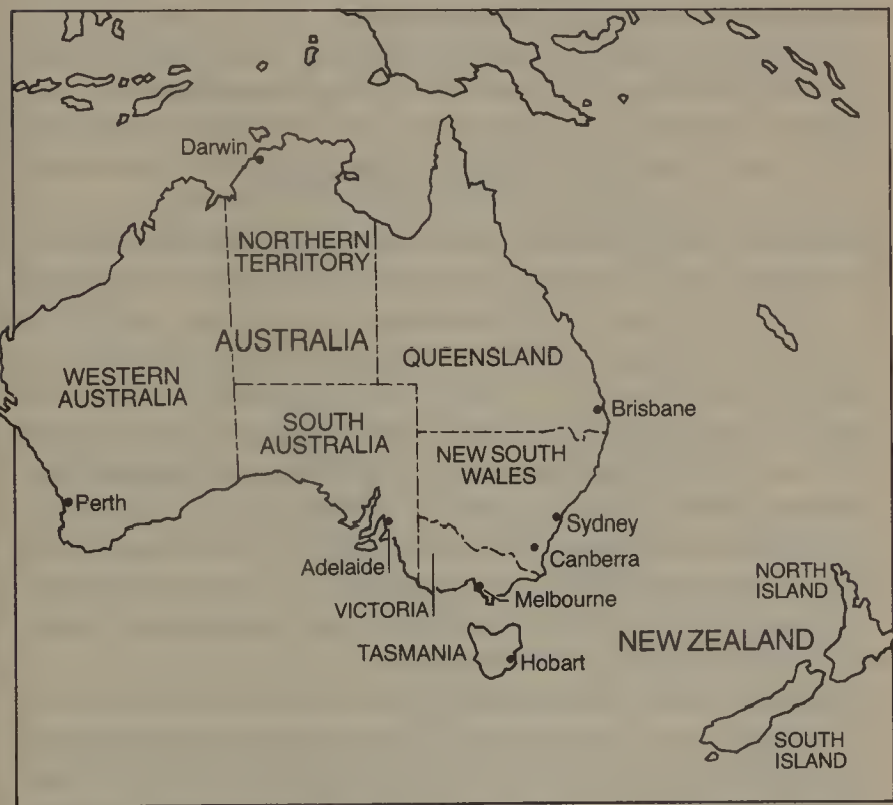 Darwin
NORTHERN
TERRITORY
AUSTRALIA
QUEENSLAND
WESTERN
AUSTRALIA
Brisbane
SOUTH
AUSTRALIA
NEW SOUTH
WALES
Perth
Sydney
Canberra
Adelaide
VICTORIA
Melbourne
NORTH
ISLAND
TASMANIA
Hobart
NEW ZEALAND
SOUTH
ISLAND